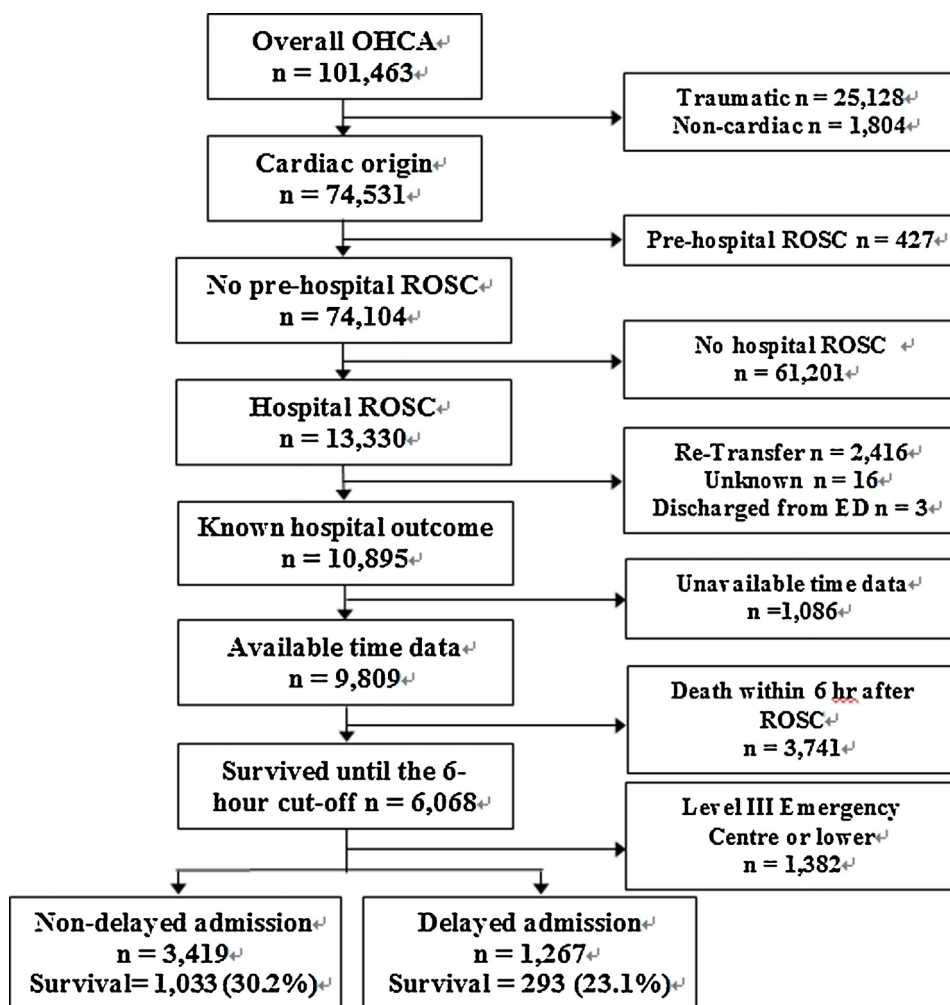 Overall OHCA
n = 101,463
Traumatic n = 25,128
Non-cardiac n = 1,804
Cardiac origin
n = 74,531
Pre-hospital ROSC n = 427
No pre-hospital ROSC
n = 74,104
No hospital ROSC
n = 61,201
Hospital ROSC
n = 13,330
Re-Transfer n = 2,416
Unknown n = 16
Discharged from ED n = 3
Known hospital outcome
n = 10,895
Unavailable time data
n =1,086
Available time data
n = 9,809
Death within 6 hr after
ROSC
n = 3,741
Survived until the 6-
hour cut-off n = 6,068
Level III Emergency
Centre or lower
n = 1,382
Non-delayed admission
n = 3,419
Survival= 1,033 (30.2%)
Delayed admission
n = 1,267
Survival = 293 (23.1%)